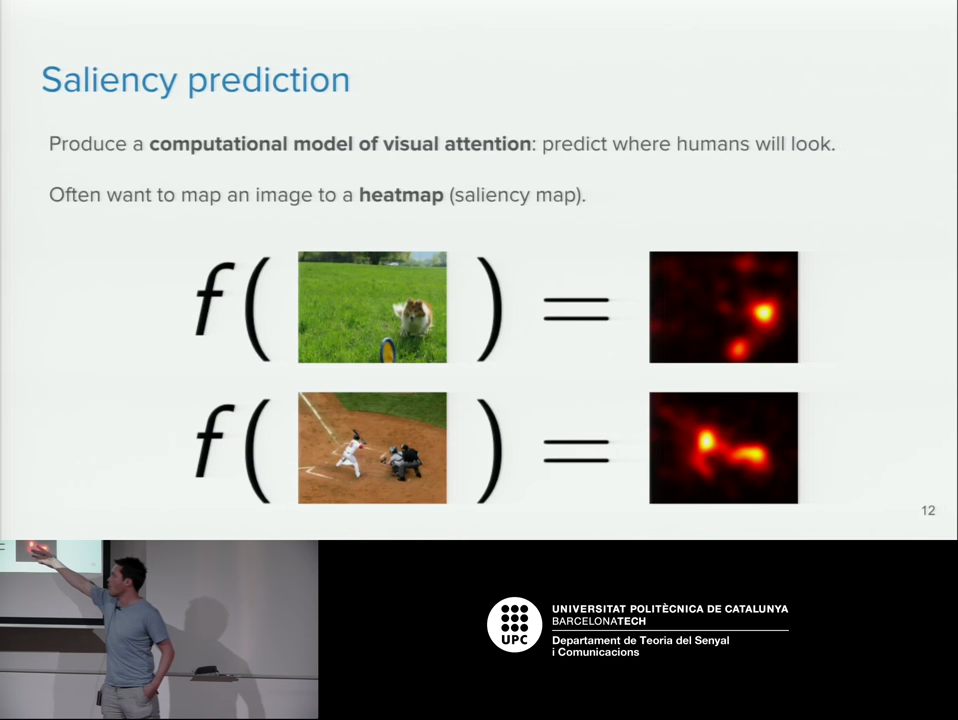 Saliency prediction
Produce a computational model of visual attention: predict where humans will look.
Often want to map an image to a heatmap (saliency map).
f( ) =
f( ) =
12
UPC
UNIVERSITAT POLITÈCNICA DE CATALUNYA
BARCELONATECH
Departament de Teoria del Senyal
i Comunicacions